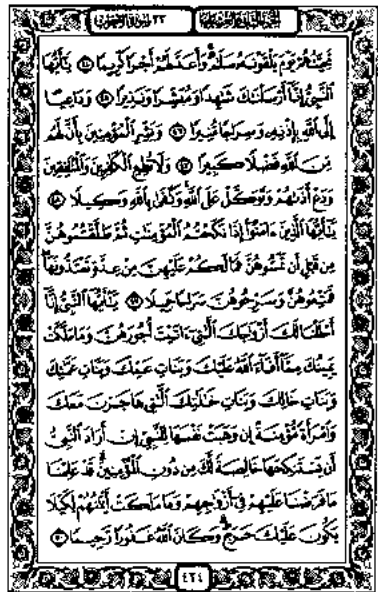 الجزء الثاني والعشرون ٣٣ سورة الأحزاب
تَحِيَّتُهُمْ يَوْمَ يَلْقَوْنَهُۥ سَلَٰمٌ وَأَعَدَّ لَهُمْ أَجْرًا كَرِيمًا ٤٤ يَٰٓأَيُّهَا
ٱلنَّبِىُّ إِنَّآ أَرْسَلْنَٰكَ شَٰهِدًا وَمُبَشِّرًا وَنَذِيرًا ٤٥ وَدَاعِيًا
إِلَى ٱللَّهِ بِإِذْنِهِۦ وَسِرَاجًا مُّنِيرًا ٤٦ وَبَشِّرِ ٱلْمُؤْمِنِينَ بِأَنَّ لَهُم
مِّنَ ٱللَّهِ فَضْلًا كَبِيرًا ٤٧ وَلَا تُطِعِ ٱلْكَٰفِرِينَ وَٱلْمُنَٰفِقِينَ
وَدَعْ أَذَىٰهُمْ وَتَوَكَّلْ عَلَى ٱللَّهِ وَكَفَىٰ بِٱللَّهِ وَكِيلًا ٤٨
يَٰٓأَيُّهَا ٱلَّذِينَ ءَامَنُوٓا۟ إِذَا نَكَحْتُمُ ٱلْمُؤْمِنَٰتِ ثُمَّ طَلَّقْتُمُوهُنَّ
مِن قَبْلِ أَن تَمَسُّوهُنَّ فَمَا لَكُمْ عَلَيْهِنَّ مِنْ عِدَّةٍ تَعْتَدُّونَهَا
فَمَتِّعُوهُنَّ وَسَرِّحُوهُنَّ سَرَاحًا جَمِيلًا ٤٩ يَٰٓأَيُّهَا ٱلنَّبِىُّ إِنَّآ
أَحْلَلْنَا لَكَ أَزْوَٰجَكَ ٱلَّٰتِىٓ ءَاتَيْتَ أُجُورَهُنَّ وَمَا مَلَكَتْ
يَمِينُكَ مِمَّآ أَفَآءَ ٱللَّهُ عَلَيْكَ وَبَنَاتِ عَمِّكَ وَبَنَاتِ عَمَّٰتِكَ
وَبَنَاتِ خَالِكَ وَبَنَاتِ خَٰلَٰتِكَ ٱلَّٰتِى هَاجَرْنَ مَعَكَ
وَٱمْرَأَةً مُّؤْمِنَةً إِن وَهَبَتْ نَفْسَهَا لِلنَّبِىِّ إِنْ أَرَادَ ٱلنَّبِىُّ
أَن يَسْتَنكِحَهَا خَالِصَةً لَّكَ مِن دُونِ ٱلْمُؤْمِنِينَ قَدْ عَلِمْنَا
مَا فَرَضْنَا عَلَيْهِمْ فِىٓ أَزْوَٰجِهِمْ وَمَا مَلَكَتْ أَيْمَٰنُهُمْ لِكَيْلَا
يَكُونَ عَلَيْكَ حَرَجٌ وَكَانَ ٱللَّهُ غَفُورًا رَّحِيمًا ٥٠
٤٢٤